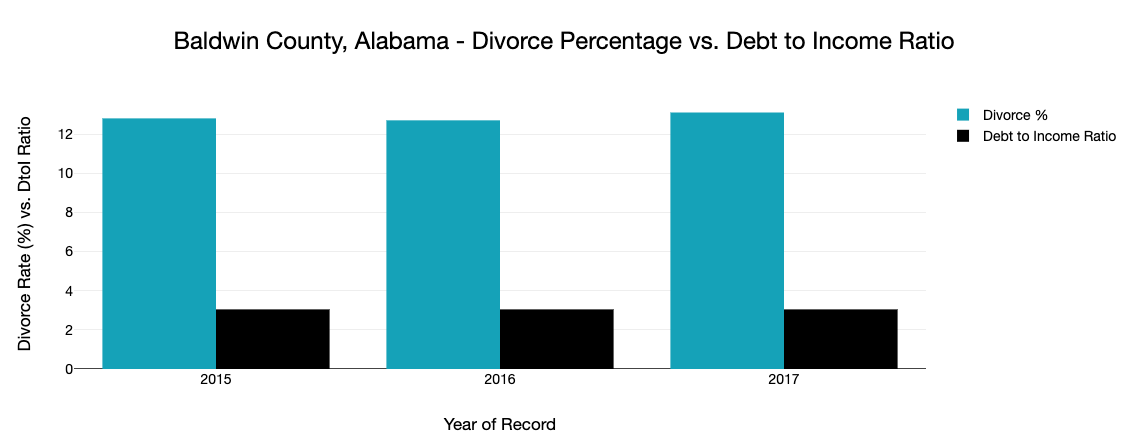 Baldwin County, Alabama - Divorce Percentage vs. Debt to Income Ratio
Divorce %
Debt to Income Ratio
Divorce Rate (%) vs. DtoI Ratio
12
10
8
6
4
2
0
2015
2016
2017
Year of Record